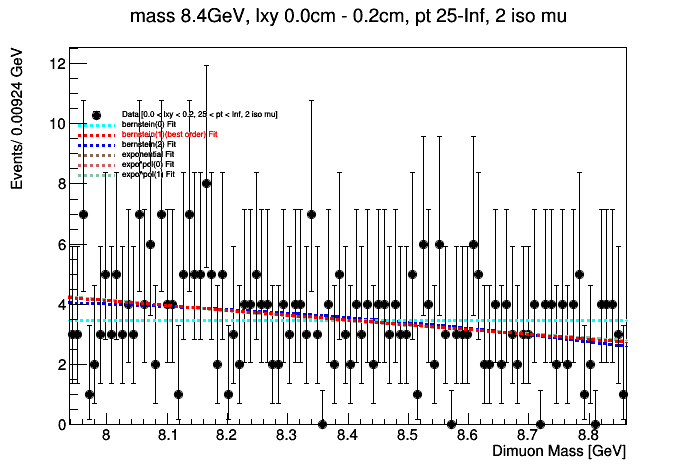 mass 8.4GeV, lxy 0.0cm - 0.2cm, pt 25-Inf, 2 iso mu
Events/ 0.00924 GeV
12
10
8
6
4
2
0
Data [0.0 < lxy < 0.2, 25 < pt < Inf, 2 iso mu]
bernstein(0) Fit
bernstein(1)(best order) Fit
bernstein(2) Fit
exponential Fit
expo*pol(0) Fit
expo*pol(1) Fit
8 8.1 8.2 8.3 8.4 8.5 8.6 8.7 8.8
Dimuon Mass [GeV]